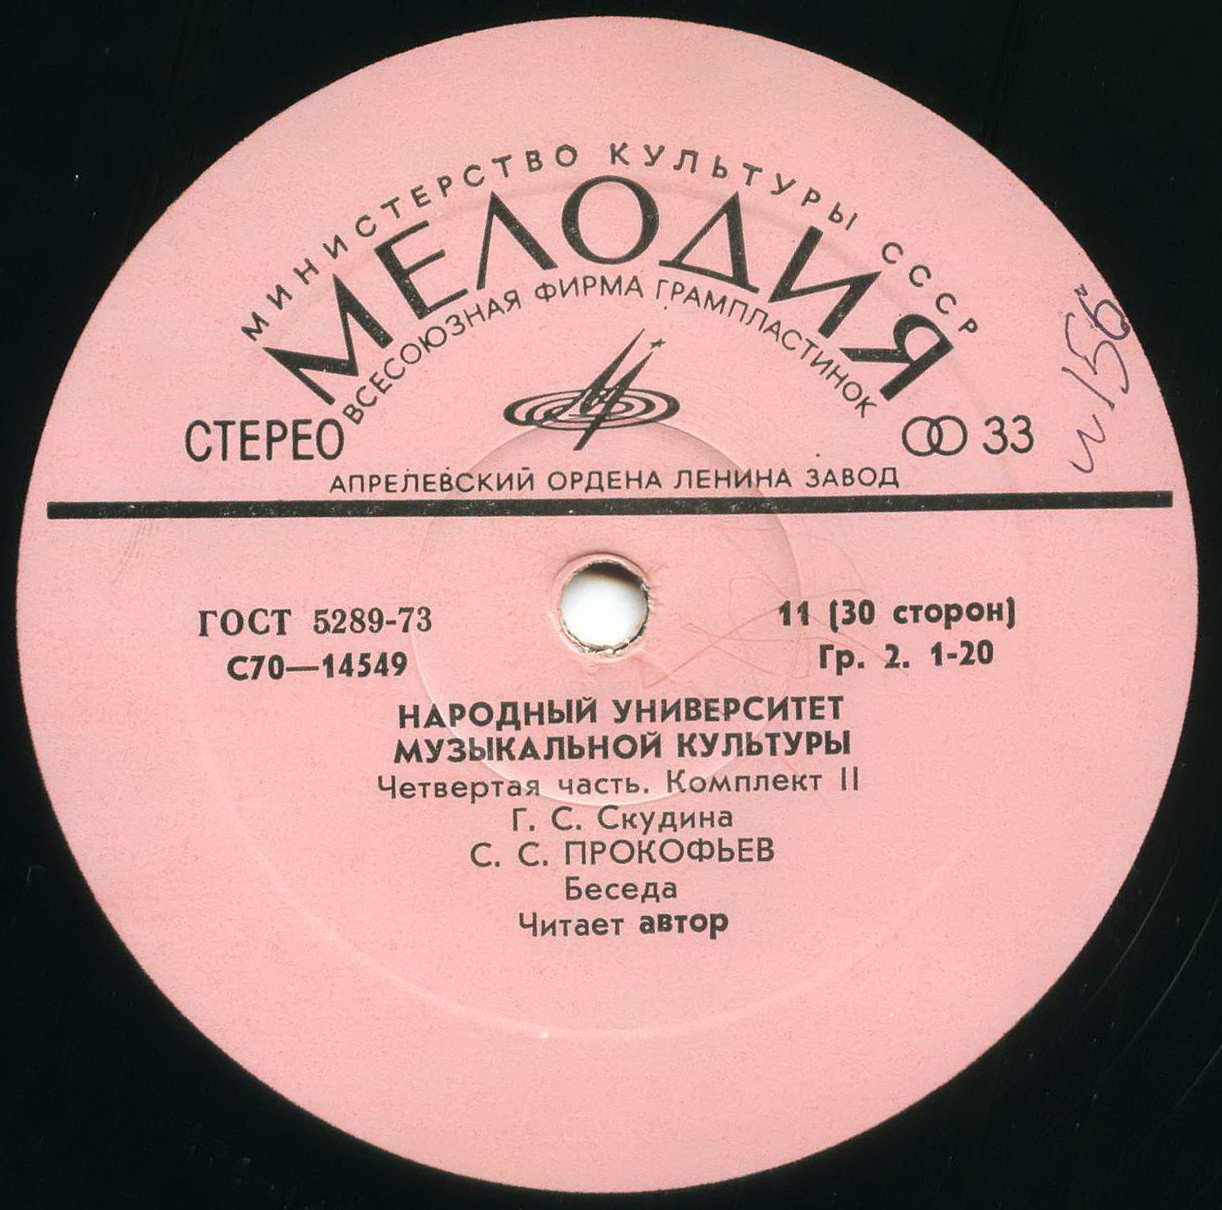 МИНИСТЕРСТВО КУЛЬТУРЫ СССР
МЕЛОДИЯ
ВСЕСОЮЗНАЯ ФИРМА ГРАМПЛАСТИНОК
СТЕРЕО
33
АПРЕЛЕВСКИЙ ОРДЕНА ЛЕНИНА ЗАВОД
ГОСТ 5289-73
11 (30 сторон)
С70—14549
Гр. 2. 1-20
НАРОДНЫЙ УНИВЕРСИТЕТ
МУЗЫКАЛЬНОЙ КУЛЬТУРЫ
Четвертая часть. Комплект II
Г. С. Скудина
С. С. ПРОКОФЬЕВ
Беседа
Читает автор